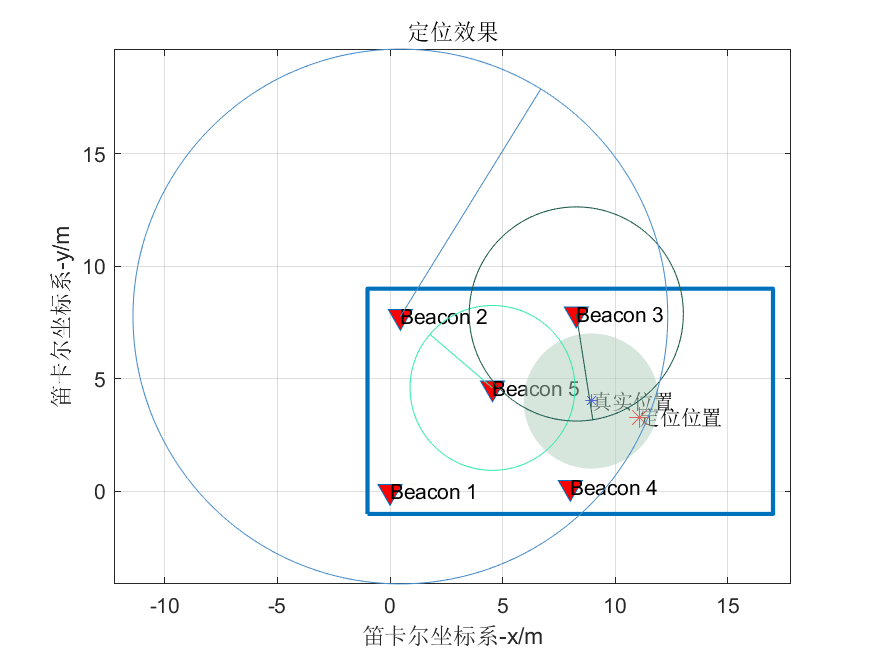 定位效果
笛卡尔坐标系-y/m
15
10
5
0
Beacon 2
Beacon 3
Beacon 5
真实位置
定位位置
Beacon 1
Beacon 4
-10
-5
0
5
10
15
笛卡尔坐标系-x/m